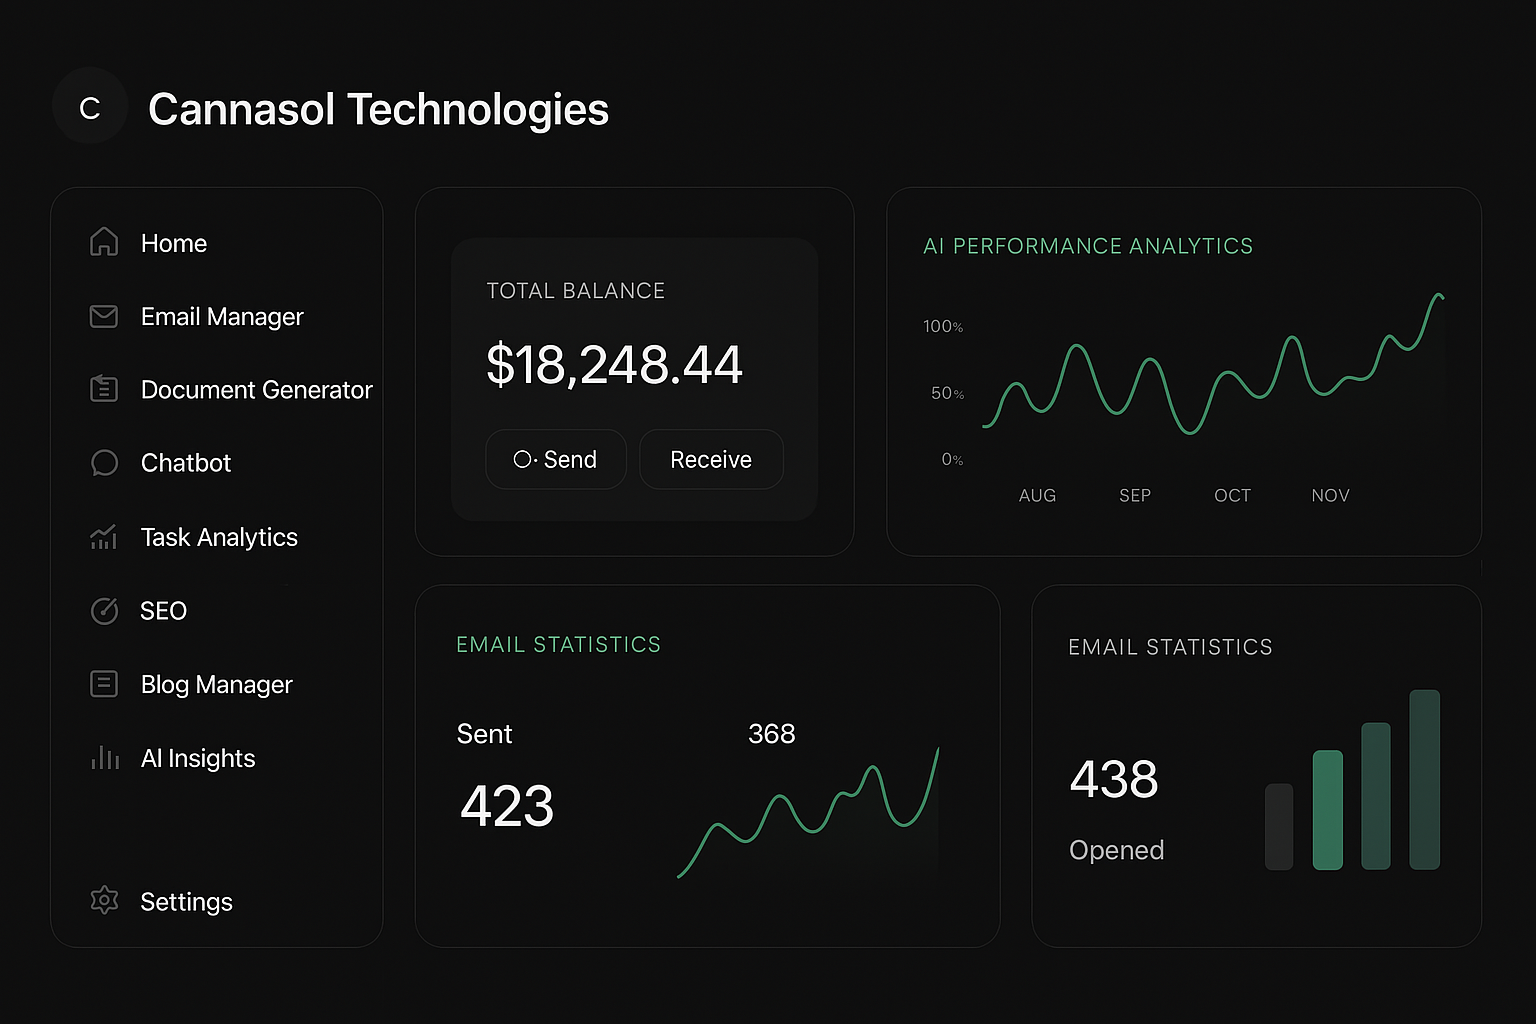 C
Cannasol Technologies
Home
Email Manager
Document Generator
Chatbot
Task Analytics
SEO
Blog Manager
AI Insights
Settings
TOTAL BALANCE
$18,248.44
Send
Receive
AI PERFORMANCE ANALYTICS
100%
50%
0%
AUG SEP OCT NOV
EMAIL STATISTICS
Sent
368
423
EMAIL STATISTICS
438
Opened